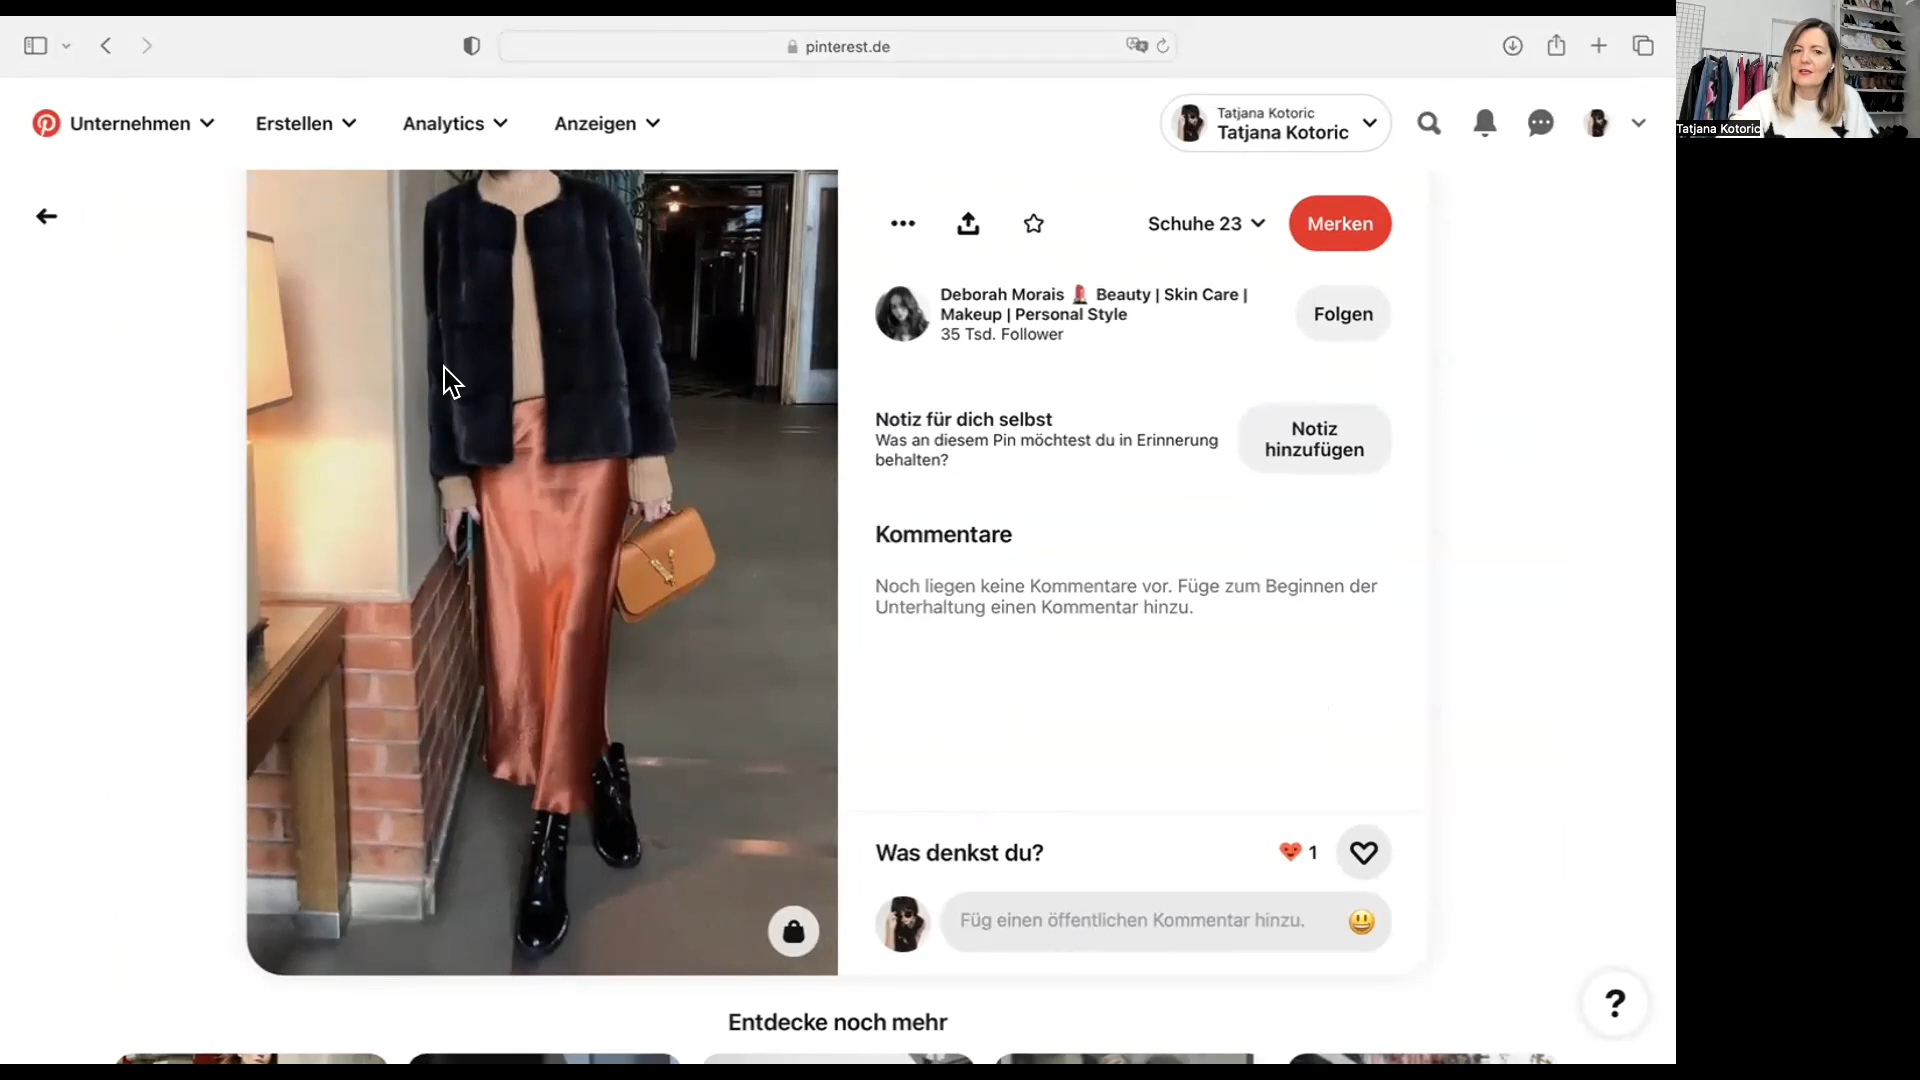 pinterest.de
Unternehmen
Erstellen
Analytics
Anzeigen
Tatjana Kotoric
Tatjana Kotoric
Tatjana Kotoric
Schuhe 23
Merken
Deborah Morais 💄 Beauty | Skin Care |
Makeup | Personal Style
35 Tsd. Follower
Folgen
Notiz für dich selbst
Was an diesem Pin möchtest du in Erinnerung
behalten?
Notiz
hinzufügen
Kommentare
Noch liegen keine Kommentare vor. Füge zum Beginnen der
Unterhaltung einen Kommentar hinzu.
Was denkst du?
1
Füg einen öffentlichen Kommentar hinzu.
?
Entdecke noch mehr